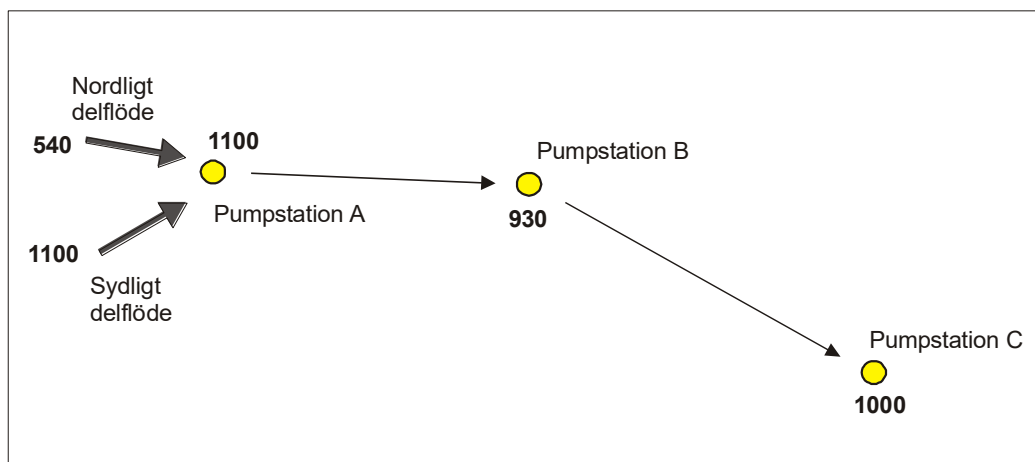 Nordligt
delflöde
540
1100
Pumpstation A
1100
Sydligt
delflöde
Pumpstation B
930
Pumpstation C
1000